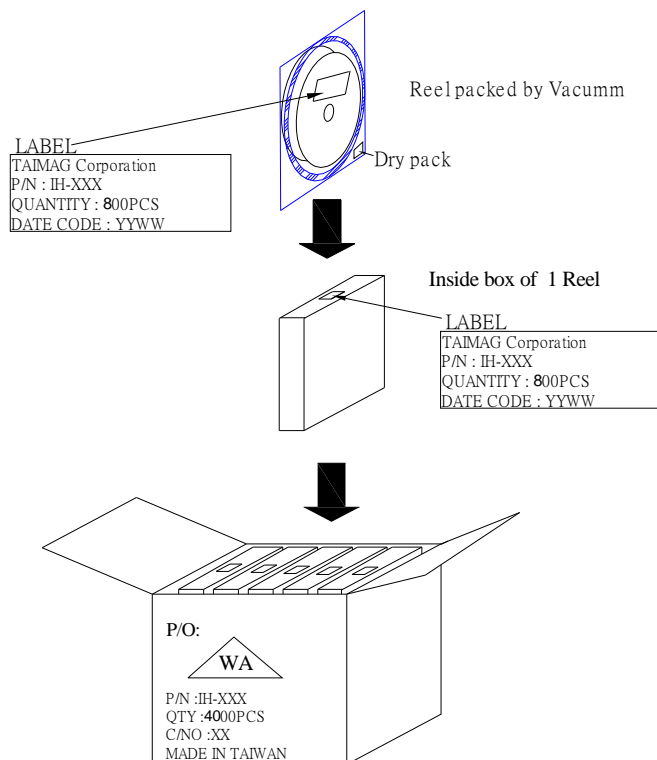 Reel packed by Vacumm
LABEL
TAIMAG Corporation
P/N : IH-XXX
QUANTITY : 800PCS
DATE CODE : YYWW
Dry pack
Inside box of 1 Reel
LABEL
TAIMAG Corporation
P/N : IH-XXX
QUANTITY : 800PCS
DATE CODE : YYWW
P/O:
WA
P/N :IH-XXX
QTY :4000PCS
C/NO :XX
MADE IN TAIWAN